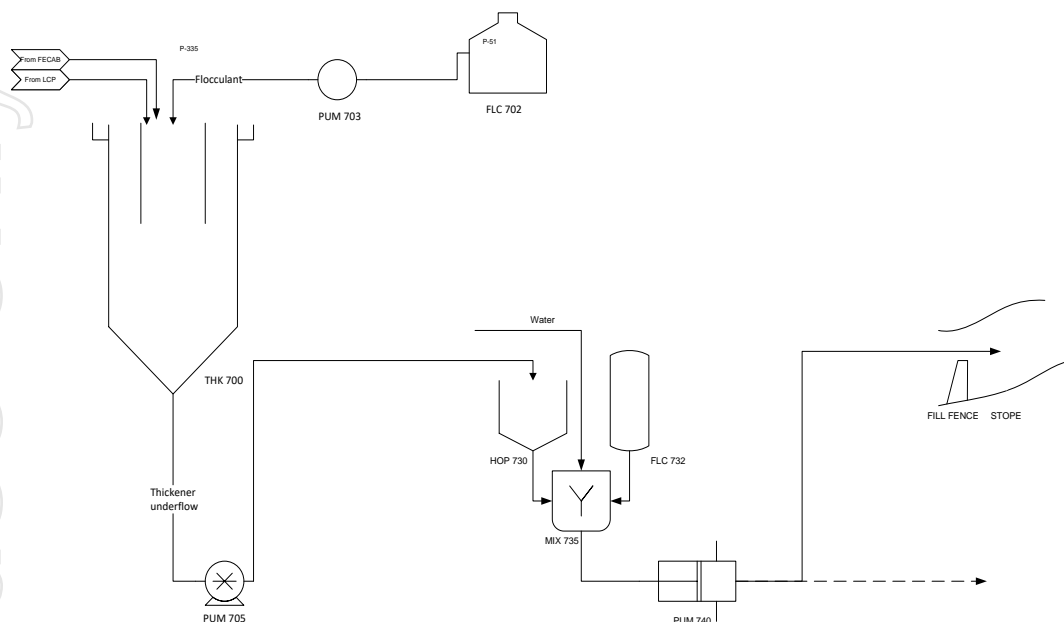 P-335
P-51
From FECAB
From LCP
Flocculant
PUM 703
FLC 702
Water
THK 700
FILL FENCE STOPE
HOP 730
FLC 732
Thickener
underflow
MIX 735
PUM 705
PUM 740